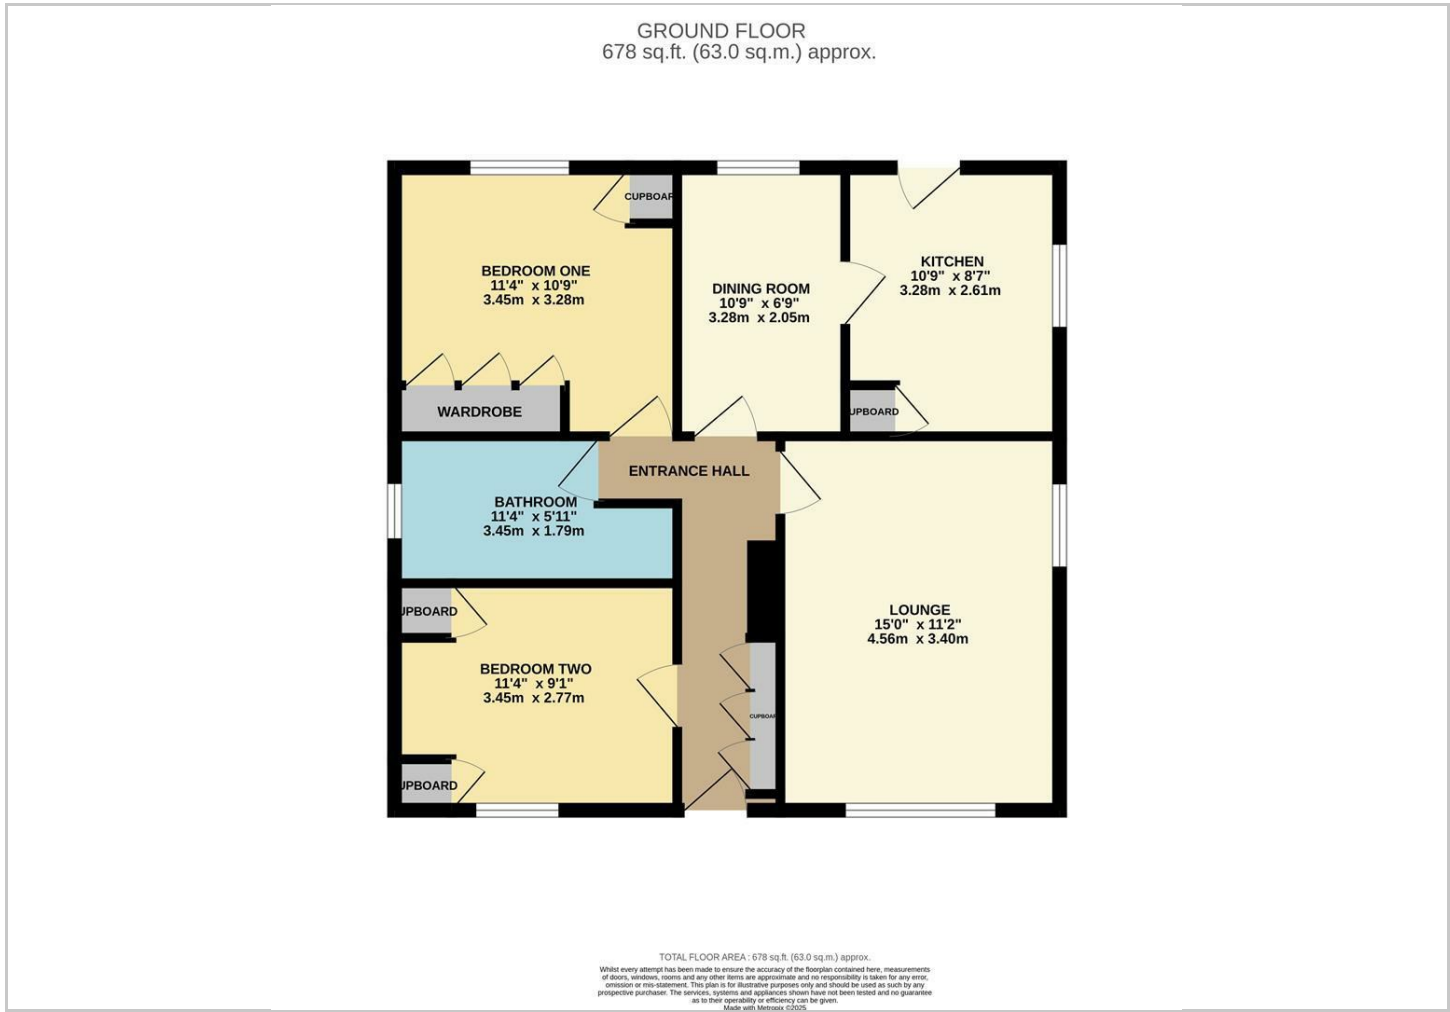 GROUND FLOOR
678 sq.ft. (63.0 sq.m.) approx.
CUPBOAR
BEDROOM ONE
11'4"  x 10'9"
3.45m  x 3.28m
DINING ROOM
10'9"  x 6'9"
3.28m  x 2.05m
KITCHEN
10'9"  x 8'7"
3.28m  x 2.61m
WARDROBE
UPBOARD
ENTRANCE HALL
BATHROOM
11'4"  x 5'11"
3.45m  x 1.79m
UPBOARD
LOUNGE
15'0"  x 11'2"
4.56m  x 3.40m
BEDROOM TWO
11'4"  x 9'1"
3.45m  x 2.77m
CUPBOAR
UPBOARD
TOTAL FLOOR AREA : 678 sq.ft. (63.0 sq.m.) approx.
Whilst every attempt has been made to ensure the accuracy of the floorplan contained here, measurements
of doors, windows, rooms and any other items are approximate and no responsibility is taken for any error,
omission or mis-statement. This plan is for illustrative purposes only and should be used as such by any
prospective purchaser. The services, systems and appliances shown have not been tested and no guarantee
as to their operability or efficiency can be given.
Made with Metropix ©2025